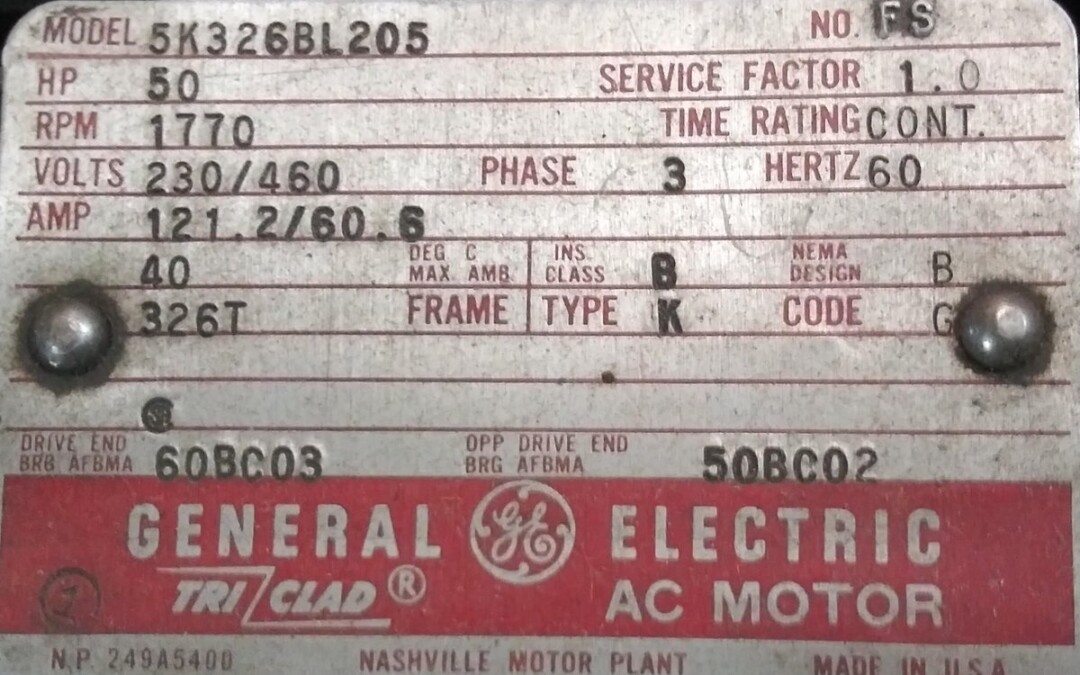 MODEL 5K326BL205 NO. FS
HP 50 SERVICE FACTOR 1.0
RPM 1770 TIME RATING CONT.
VOLTS 230/460 PHASE 3 HERTZ 60
AMP 121.2/60.6
40 DEG C MAX. AMB. INS. CLASS B NEMA DESIGN B
326T FRAME TYPE K CODE G
DRIVE END BRG AFBMA 60BC03 OPP DRIVE END BRG AFBMA 50BC02
GENERAL GE ELECTRIC
TRI CLAD ® AC MOTOR
N.P. 249A5400 NASHVILLE MOTOR PLANT MADE IN U.S.A.